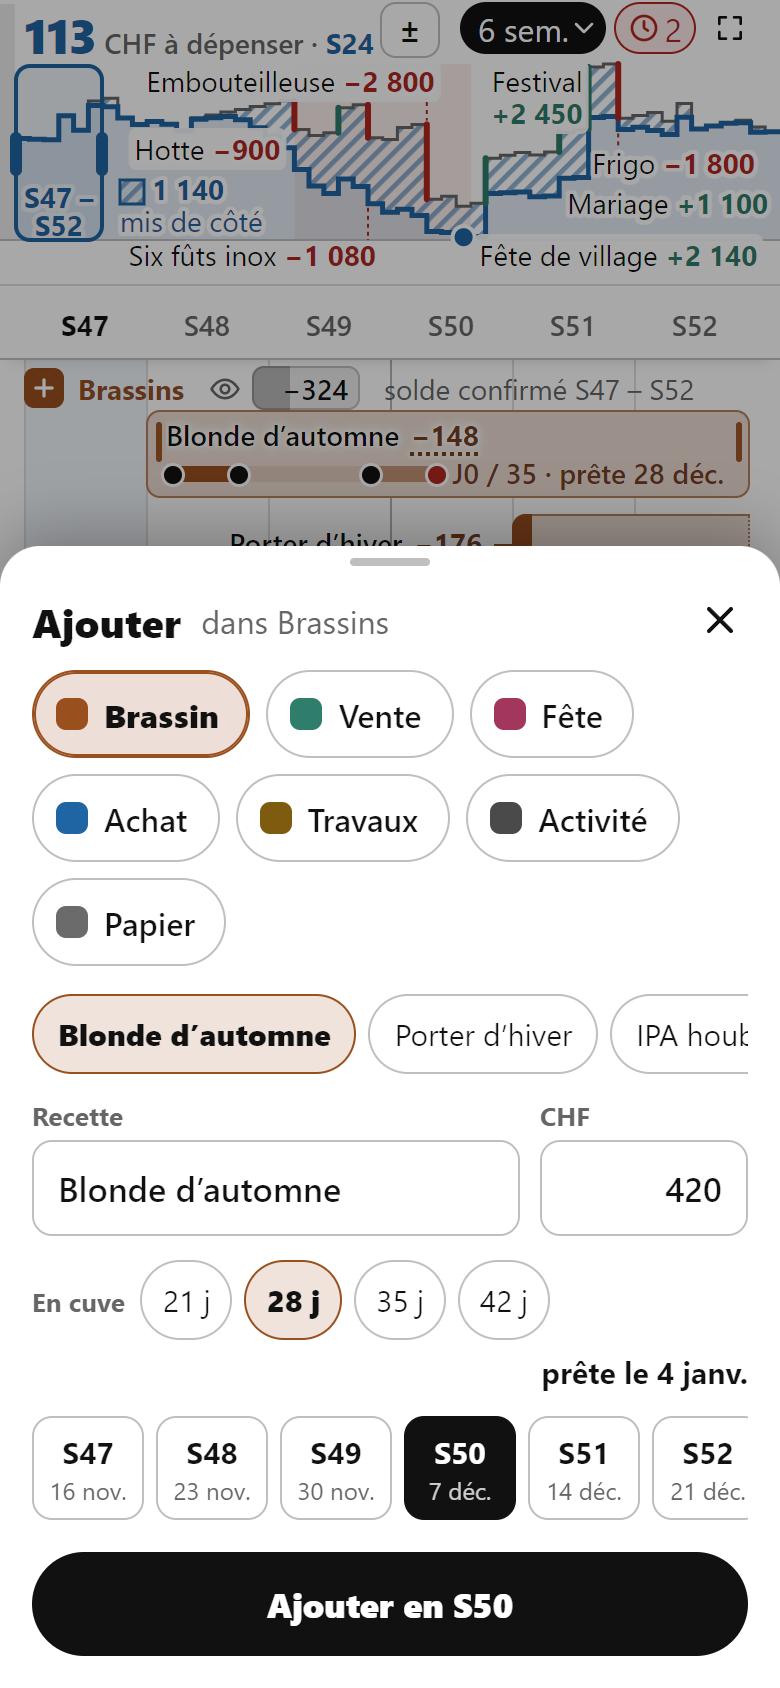 113 CHF à dépenser · S24 ± 6 sem. 2
Embouteilleuse −2 800 Festival
+2 450
Hotte −900 Frigo −1 800
1 140
S47 –
S52
mis de côté
Mariage +1 100
Six fûts inox −1 080 Fête de village +2 140
S47 S48 S49 S50 S51 S52
Brassins −324 solde confirmé S47 – S52
Blonde d’automne −148
J0 / 35 · prête 28 déc.
Porter d’hiver −176
Ajouter dans Brassins
Brassin Vente Fête
Achat Travaux Activité
Papier
Blonde d’automne Porter d’hiver IPA houb
Recette CHF
Blonde d’automne 420
En cuve 21 j 28 j 35 j 42 j
prête le 4 janv.
S47 S48 S49 S50 S51 S52
16 nov. 23 nov. 30 nov. 7 déc. 14 déc. 21 déc.
Ajouter en S50